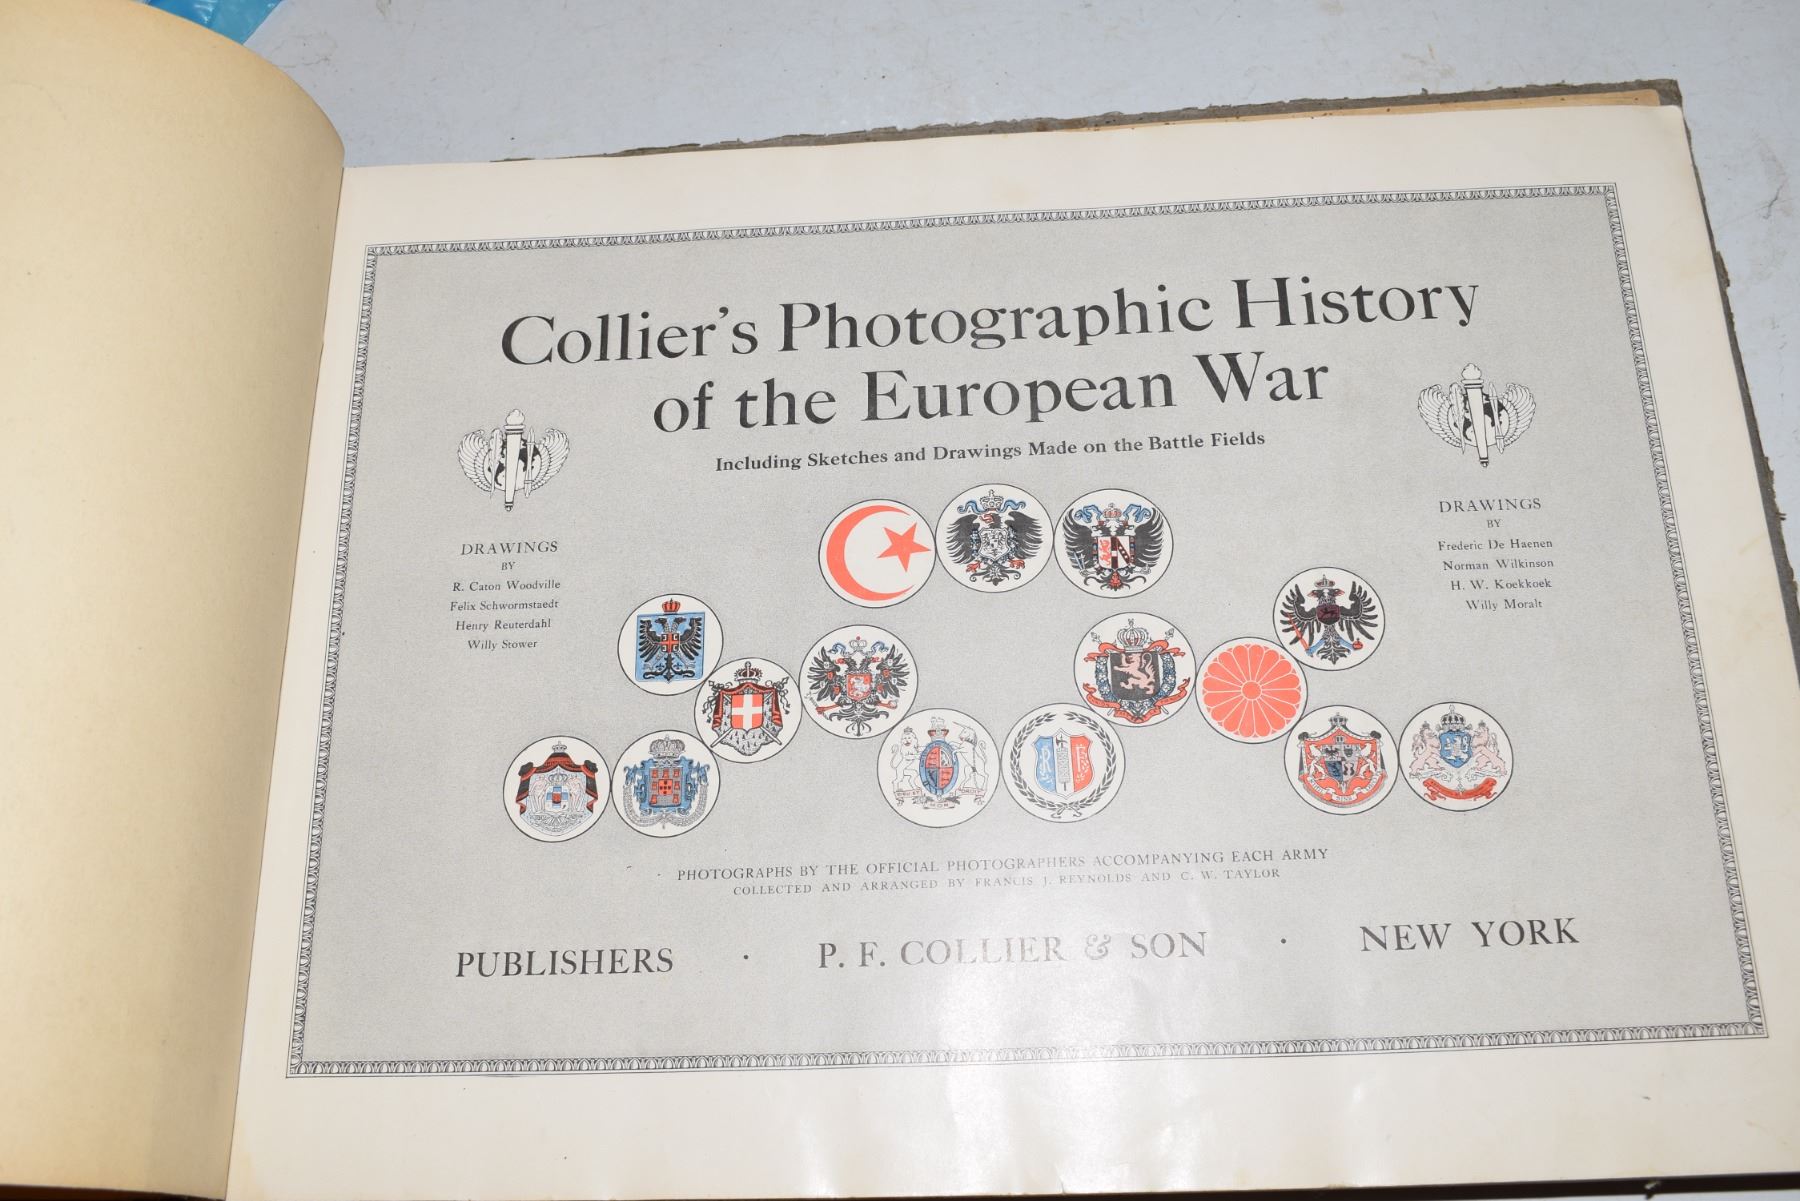 Collier's Photographic History
of the European War
Including Sketches and Drawings Made on the Battle Fields
DRAWINGS
BY
R. Caton Woodville
Felix Schwormstaedt
Henry Reuterdahl
Willy Stower
DRAWINGS
BY
Frederic De Haenen
Norman Wilkinson
H. W. Koekkoek
Willy Moralt
PHOTOGRAPHS BY THE OFFICIAL PHOTOGRAPHERS ACCOMPANYING EACH ARMY
COLLECTED AND ARRANGED BY FRANCIS J. REYNOLDS AND C. W. TAYLOR
PUBLISHERS · P. F. COLLIER & SON · NEW YORK